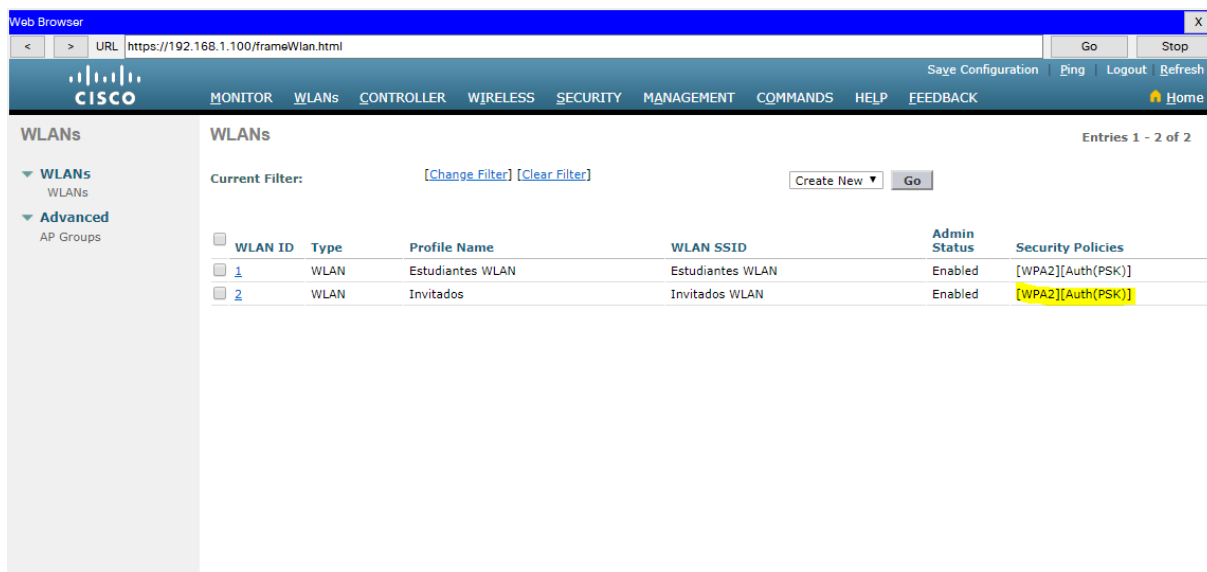 Web Browser X
< > URL https://192.168.1.100/frameWlan.html Go Stop
Save Configuration Ping Logout Refresh
CISCO MONITOR WLANs CONTROLLER WIRELESS SECURITY MANAGEMENT COMMANDS HELP FEEDBACK Home
WLANs
WLANs
WLANs
Advanced
AP Groups
WLANs Entries 1 - 2 of 2
Current Filter: [Change Filter] [Clear Filter] Create New Go
WLAN ID Type Profile Name WLAN SSID Admin Status Security Policies
1 WLAN Estudiantes WLAN Estudiantes WLAN Enabled [WPA2][Auth(PSK)]
2 WLAN Invitados Invitados WLAN Enabled [WPA2][Auth(PSK)]